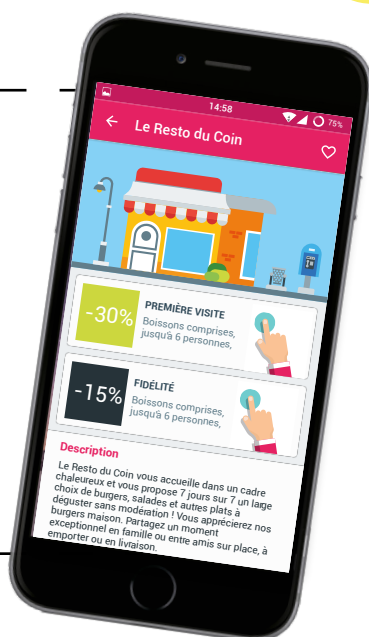 14:58
75%
Le Resto du Coin
-30%
PREMIÈRE VISITE
Boissons comprises,
jusqu'à 6 personnes,
-15%
FIDÉLITÉ
Boissons comprises,
jusqu'à 6 personnes,
Description
Le Resto du Coin vous accueille dans un cadre
chaleureux et vous propose 7 jours sur 7 un large
choix de burgers, salades et autres plats à
déguster sans modération ! Vous apprécierez nos
burgers maison. Partagez un moment
exceptionnel en famille ou entre amis sur place, à
emporter ou en livraison.